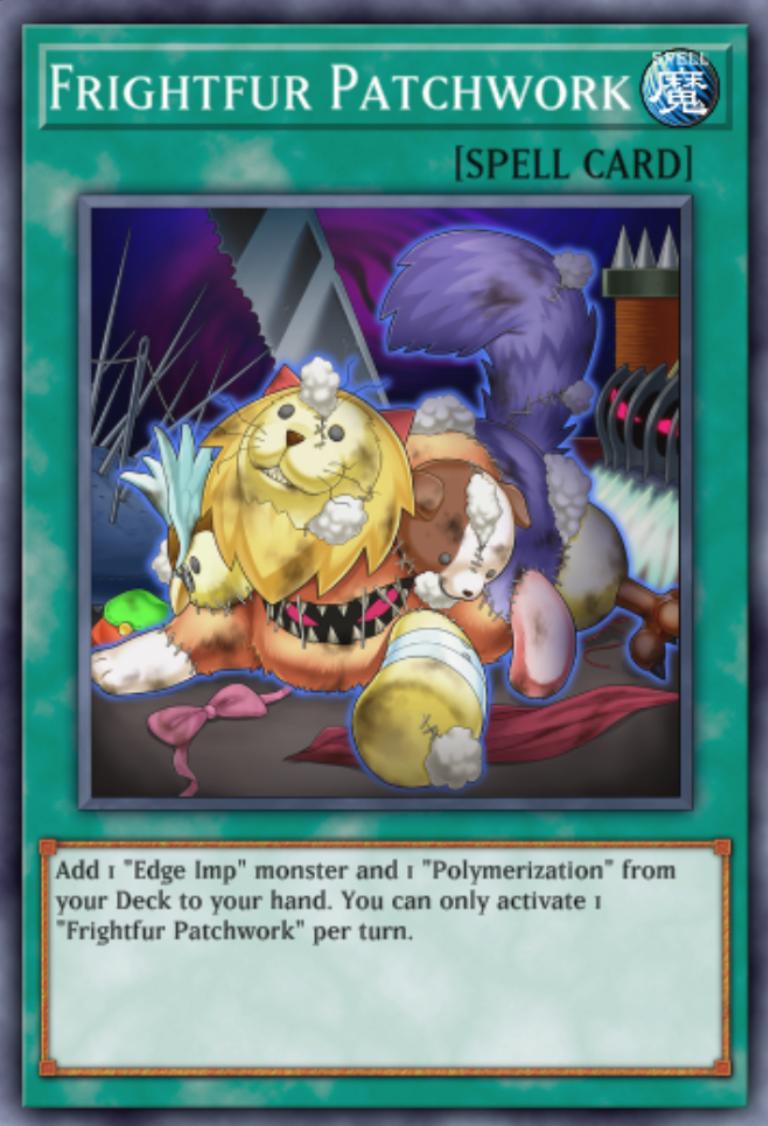 FRIGHTFUR PATCHWORK
SPELL
魔
[SPELL CARD]
Add 1 "Edge Imp" monster and 1 "Polymerization" from
your Deck to your hand. You can only activate 1
"Frightfur Patchwork" per turn.